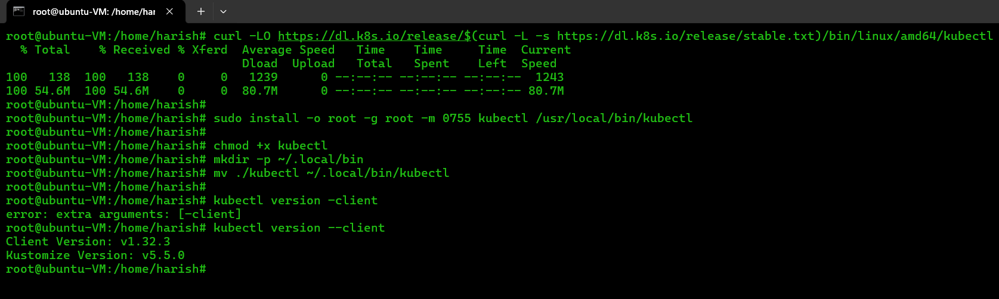 root@ubuntu-VM: /home/har
root@ubuntu-VM:/home/harish# curl -LO https://dl.k8s.io/release/$(curl -L -s https://dl.k8s.io/release/stable.txt)/bin/linux/amd64/kubectl
  % Total    % Received % Xferd  Average Speed   Time    Time     Time  Current
                                 Dload  Upload   Total   Spent    Left  Speed
100   138  100   138    0     0   1239      0 --:--:-- --:--:-- --:--:--  1243
100 54.6M  100 54.6M    0     0  80.7M      0 --:--:-- --:--:-- --:--:-- 80.7M
root@ubuntu-VM:/home/harish#
root@ubuntu-VM:/home/harish# sudo install -o root -g root -m 0755 kubectl /usr/local/bin/kubectl
root@ubuntu-VM:/home/harish#
root@ubuntu-VM:/home/harish# chmod +x kubectl
root@ubuntu-VM:/home/harish# mkdir -p ~/.local/bin
root@ubuntu-VM:/home/harish# mv ./kubectl ~/.local/bin/kubectl
root@ubuntu-VM:/home/harish#
root@ubuntu-VM:/home/harish# kubectl version -client
error: extra arguments: [-client]
root@ubuntu-VM:/home/harish# kubectl version --client
Client Version: v1.32.3
Kustomize Version: v5.5.0
root@ubuntu-VM:/home/harish#